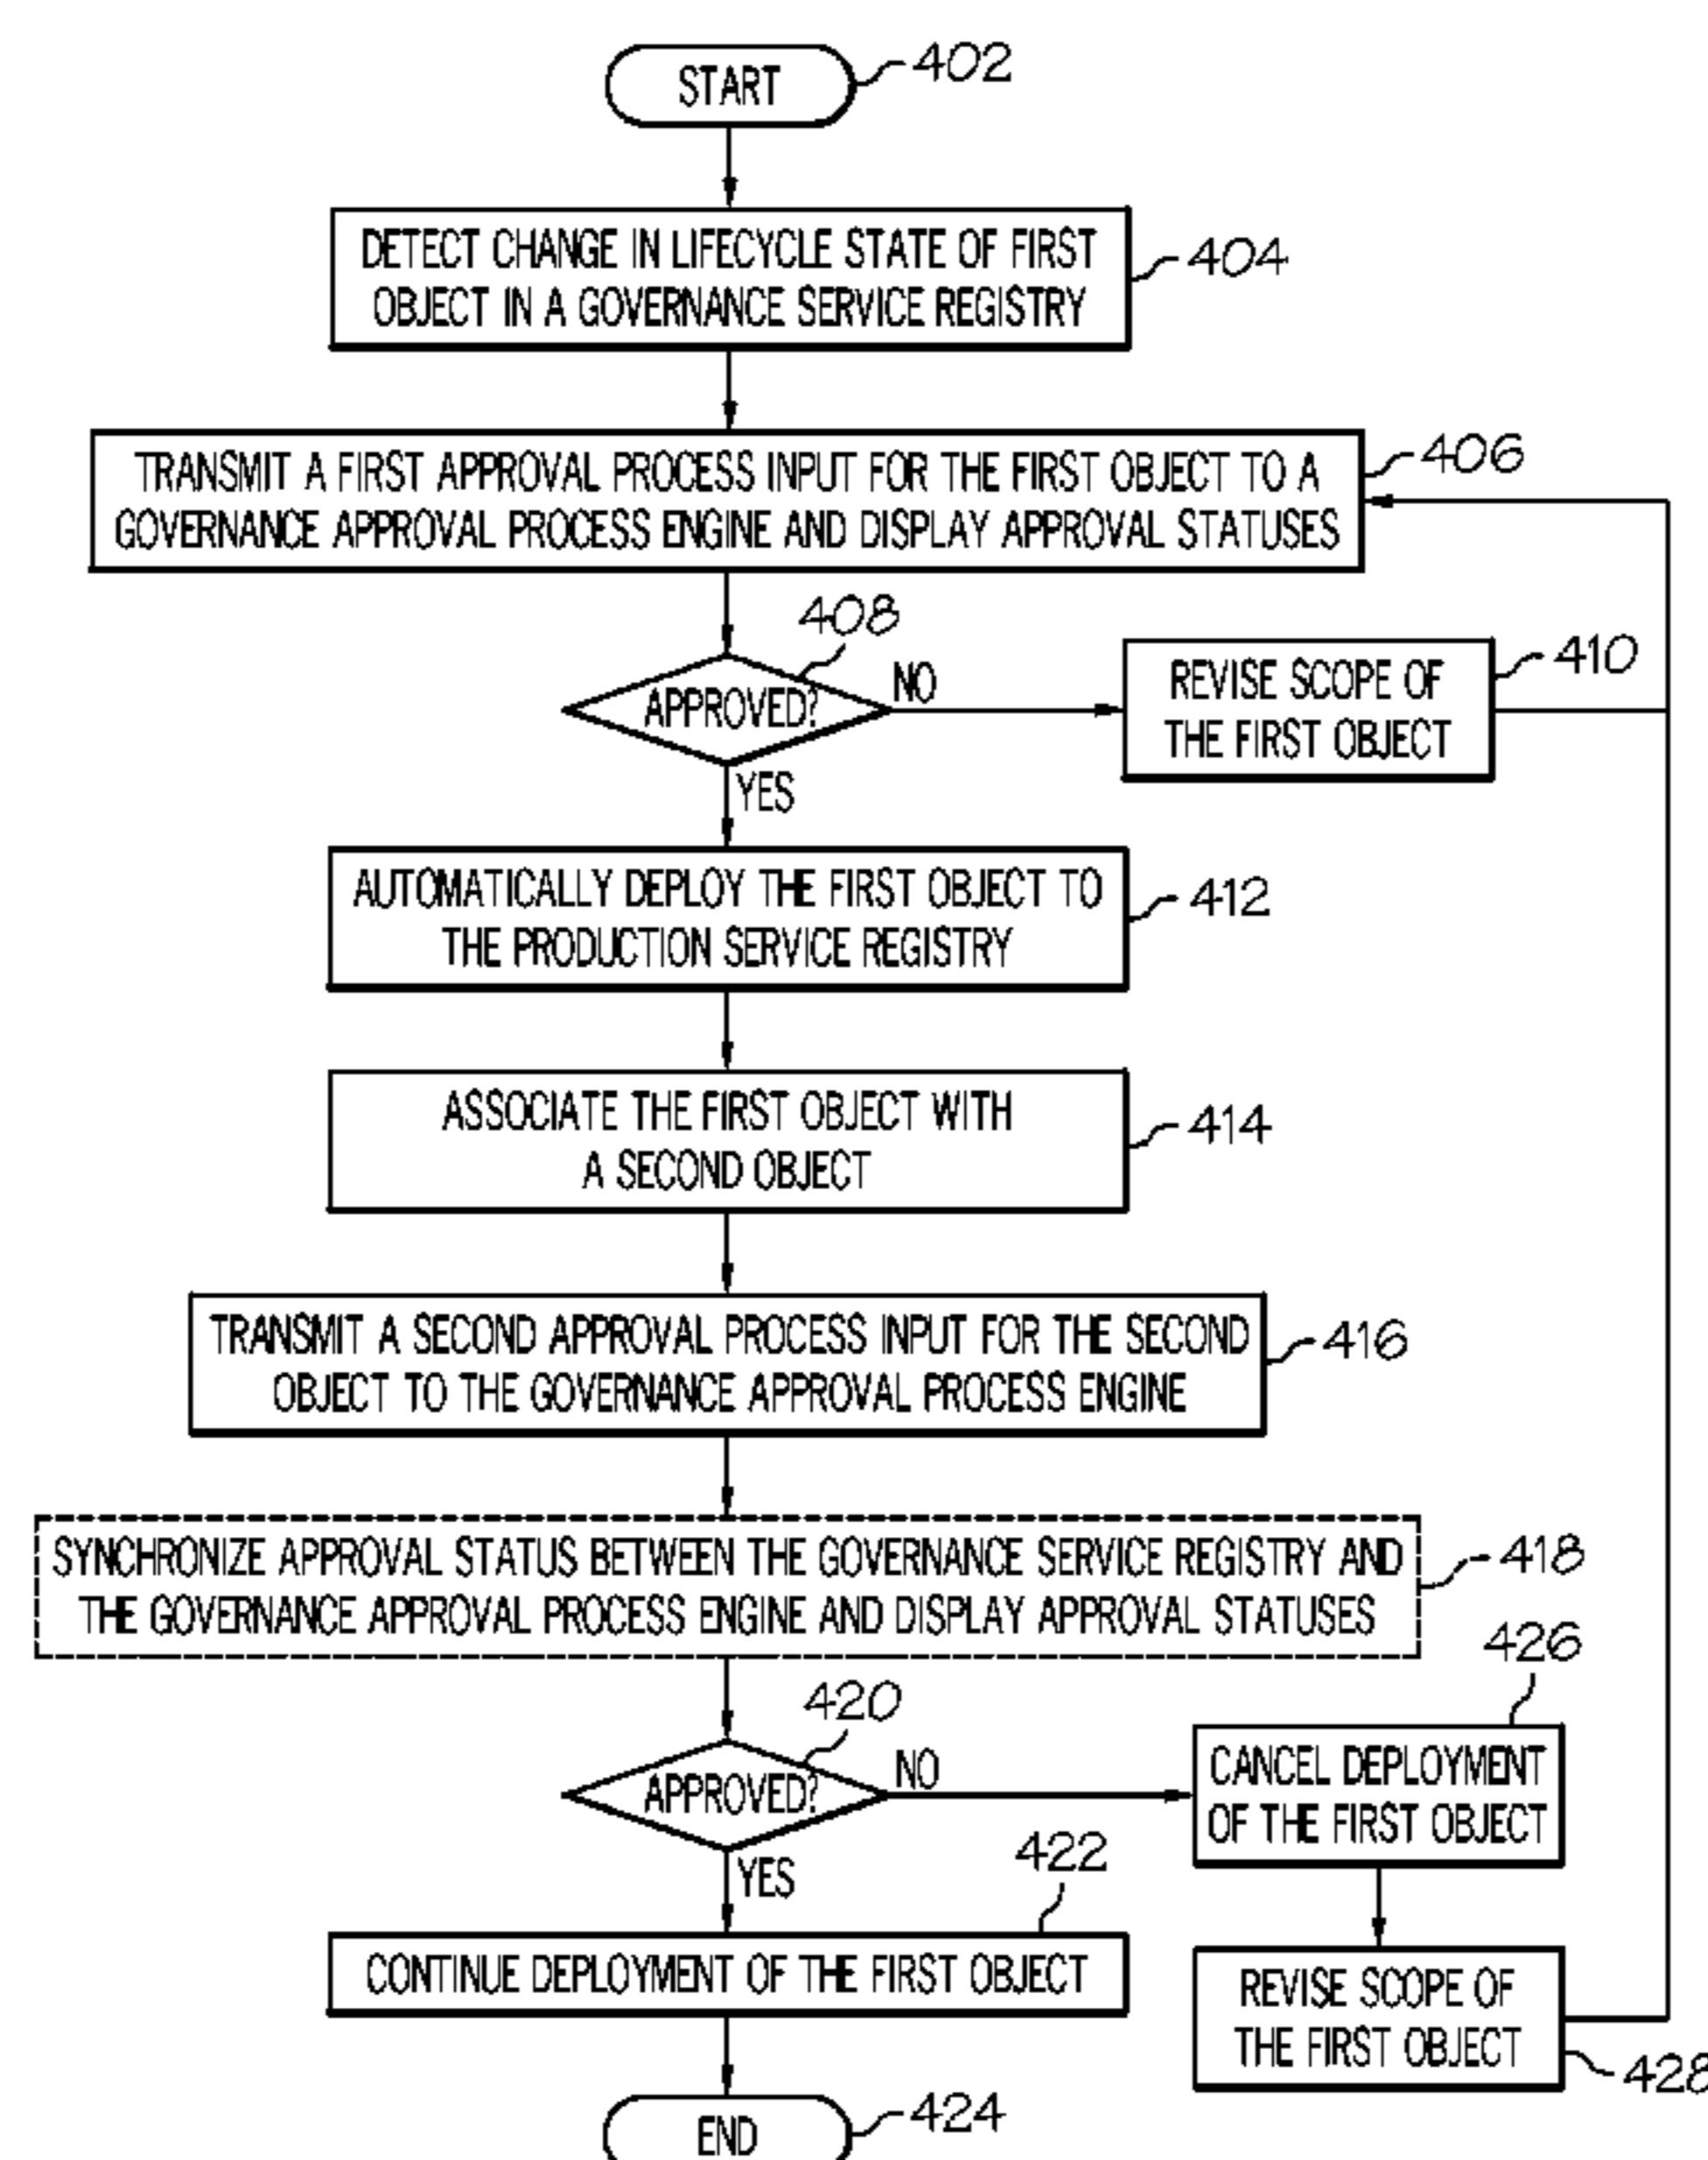 START
402
DETECT CHANGE IN LIFECYCLE STATE OF FIRST
OBJECT IN A GOVERNANCE SERVICE REGISTRY
404
TRANSMIT A FIRST APPROVAL PROCESS INPUT FOR THE FIRST OBJECT TO A
GOVERNANCE APPROVAL PROCESS ENGINE AND DISPLAY APPROVAL STATUSES
406
408
APPROVED?
NO
REVISE SCOPE OF
THE FIRST OBJECT
410
YES
AUTOMATICALLY DEPLOY THE FIRST OBJECT TO
THE PRODUCTION SERVICE REGISTRY
412
ASSOCIATE THE FIRST OBJECT WITH
A SECOND OBJECT
414
TRANSMIT A SECOND APPROVAL PROCESS INPUT FOR THE SECOND
OBJECT TO THE GOVERNANCE APPROVAL PROCESS ENGINE
416
SYNCHRONIZE APPROVAL STATUS BETWEEN THE GOVERNANCE SERVICE REGISTRY AND
THE GOVERNANCE APPROVAL PROCESS ENGINE AND DISPLAY APPROVAL STATUSES
418
420
APPROVED?
NO
426
CANCEL DEPLOYMENT
OF THE FIRST OBJECT
YES
422
CONTINUE DEPLOYMENT OF THE FIRST OBJECT
REVISE SCOPE OF
THE FIRST OBJECT
428
END
424